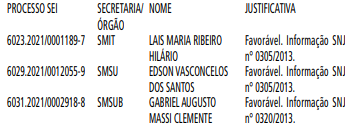 PROCESSO SEI SECRETARIA/ NOME JUSTIFICATIVA
ÓRGÃO
6023.2021/0001189-7 SMIT LAIS MARIA RIBEIRO Favorável. Informação SNJ
HILÁRIO nº 0305/2013.
6029.2021/0012055-9 SMSU EDSON VASCONCELOS Favorável. Informação SNJ
DOS SANTOS nº 0305/2013.
6031.2021/0002918-8 SMSUB GABRIEL AUGUSTO Favorável. Informação SNJ
MASSI CLEMENTE nº 0320/2013.